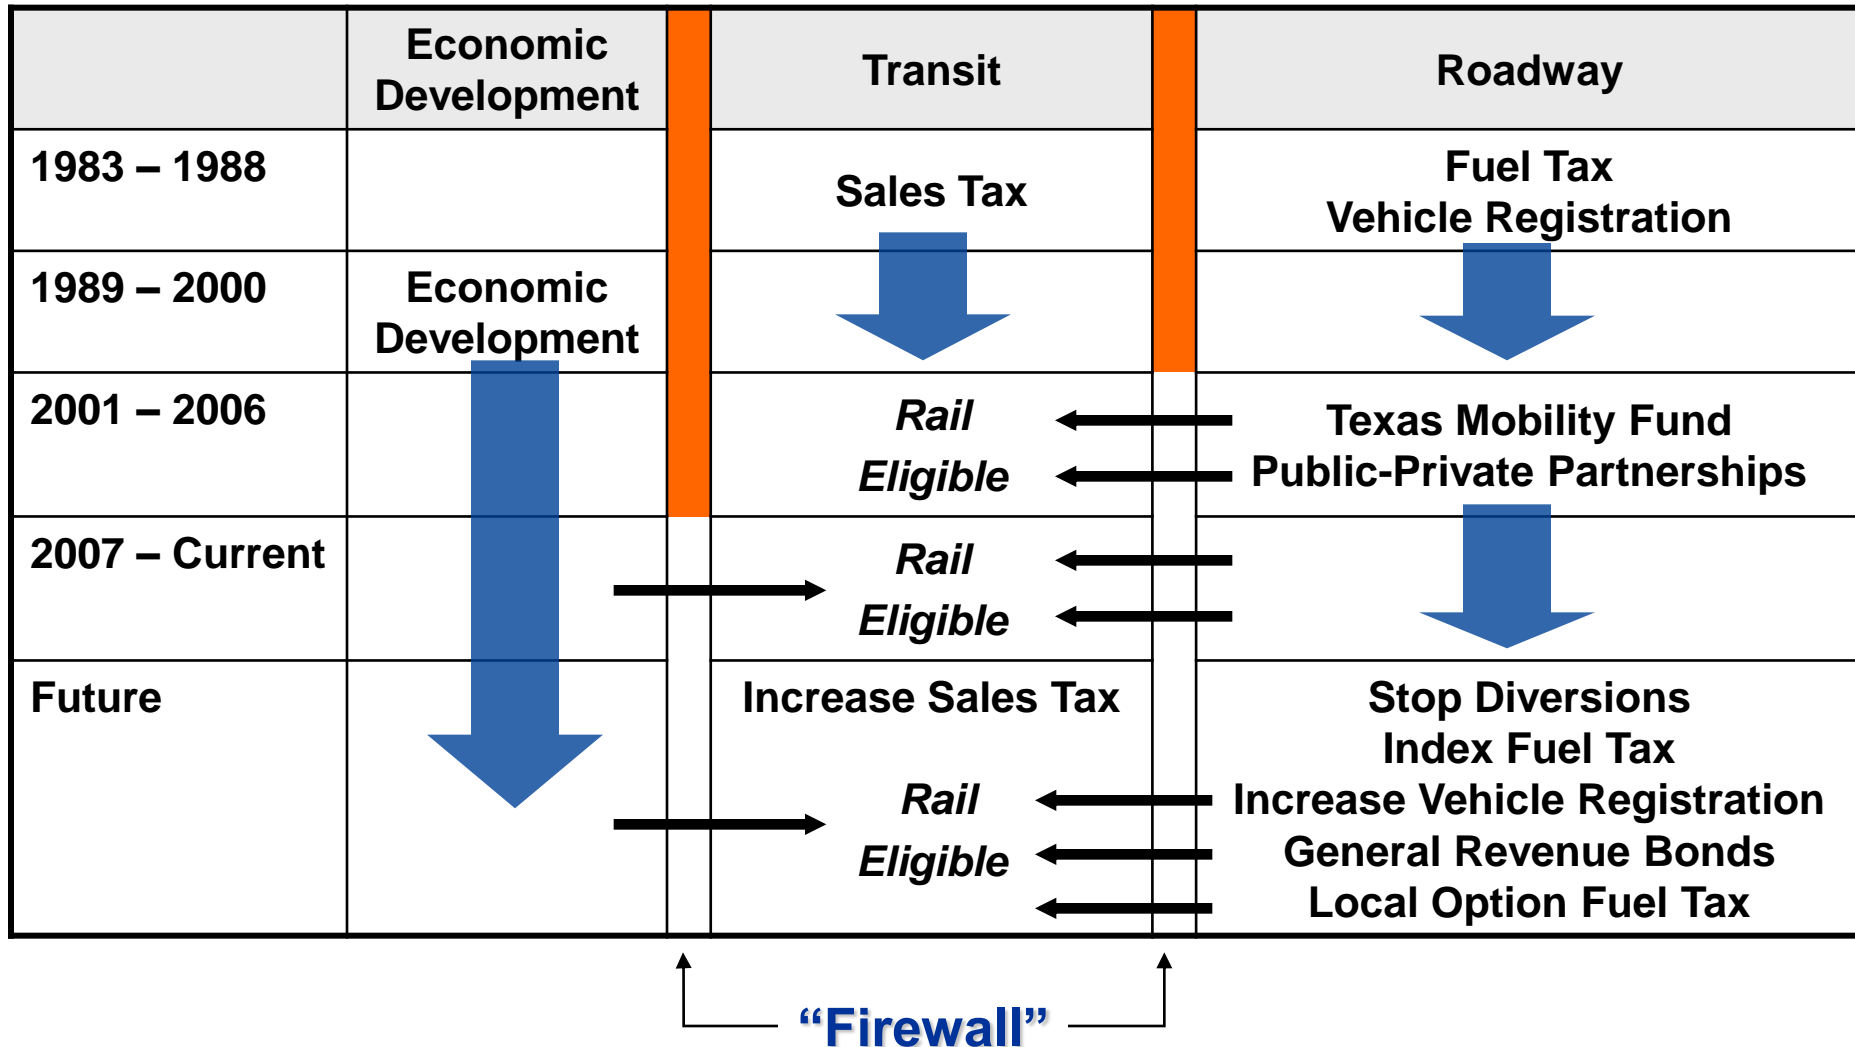 Economic
Development
Transit
Roadway
1983 – 1988
Sales Tax
Fuel Tax
Vehicle Registration
1989 – 2000
Economic
Development
2001 – 2006
Rail
Eligible
Texas Mobility Fund
Public-Private Partnerships
2007 – Current
Rail
Eligible
Future
Increase Sales Tax
Rail
Eligible
Stop Diversions
Index Fuel Tax
Increase Vehicle Registration
General Revenue Bonds
Local Option Fuel Tax
“Firewall”